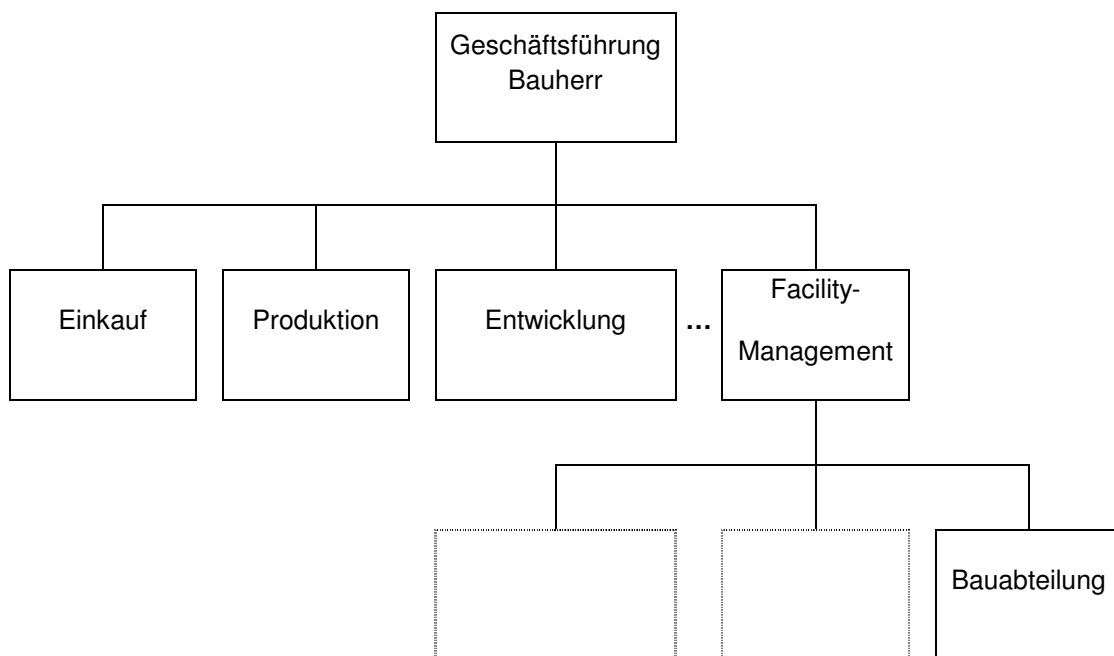 Geschäftsführung
Bauherr
Einkauf
Produktion
Entwicklung
...
Facility-
Management
Bauabteilung